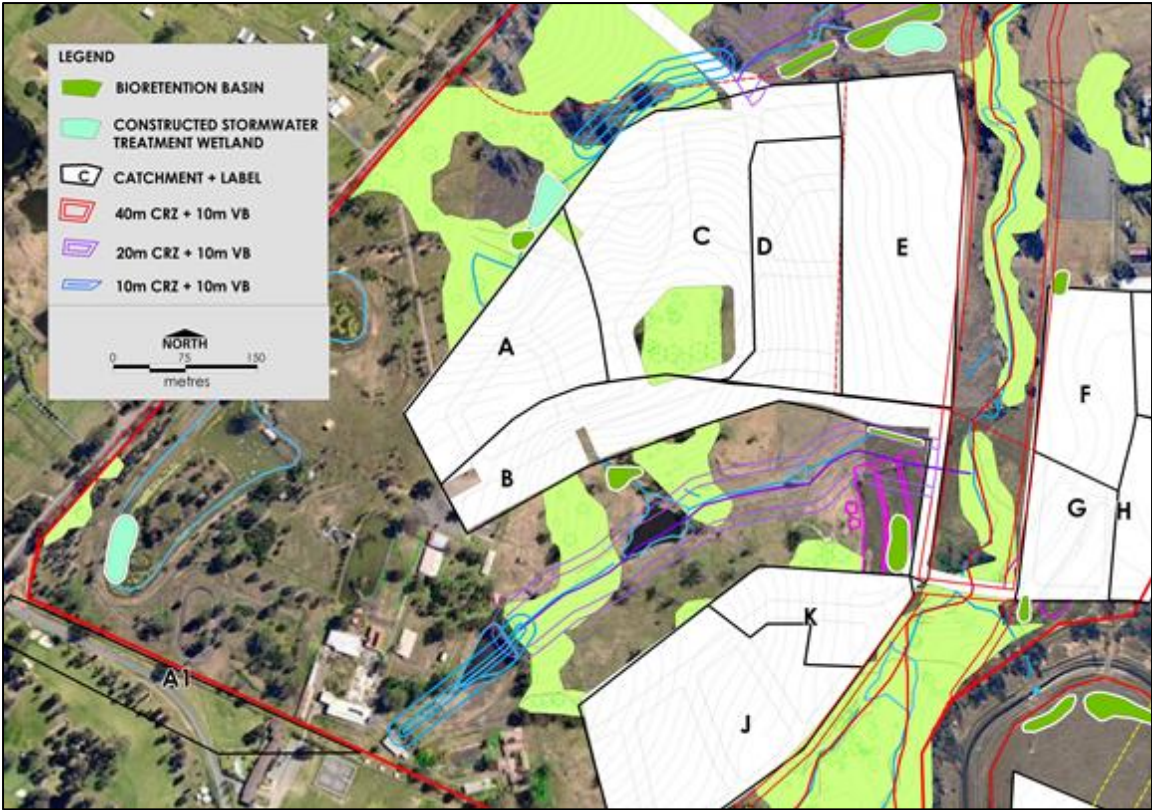 LEGEND
BIORETENTION BASIN
CONSTRUCTED STORMWATER
TREATMENT WETLAND
C CATCHMENT + LABEL
40m CRZ + 10m VB
20m CRZ + 10m VB
10m CRZ + 10m VB
NORTH
0 75 150
metres
C
D
E
A
F
B
G
H
K
A1
J